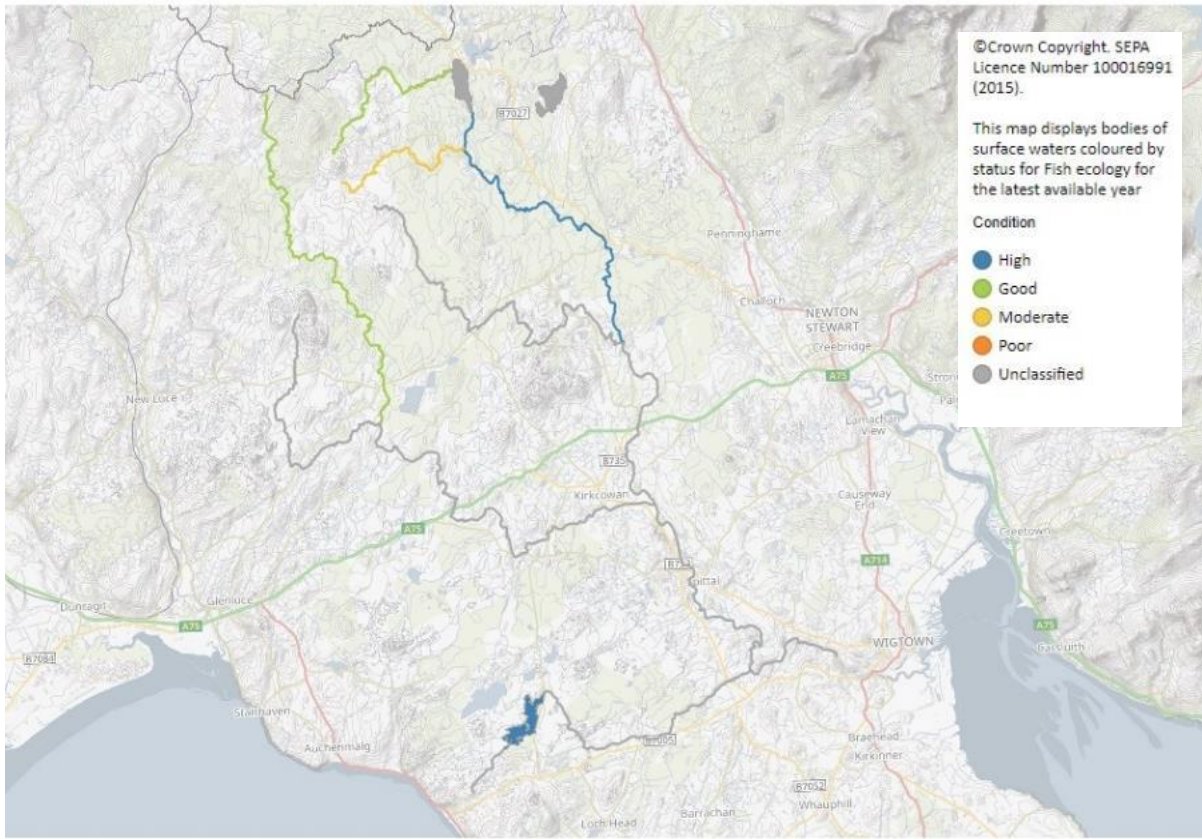 ©Crown Copyright. SEPA
Licence Number 100016991
(2015).
This map displays bodies of
surface waters coloured by
status for Fish ecology for
the latest available year
Condition
High
Good
Moderate
Poor
Unclassified
B7027
Penninghame
Challoch
NEWTON
STEWART
Creebridge
A75
New Luce
Lamachan
View
B735
Kirkcowan
Causeway
End
A75
Creetown
A714
Dunragit
Glenluce
A75
A75
B7084
WIGTOWN
Stairhaven
Auchenmalg
B7005
Braehead
Kirkinner
B7052
Whauphill
Barrachan
Loch Head